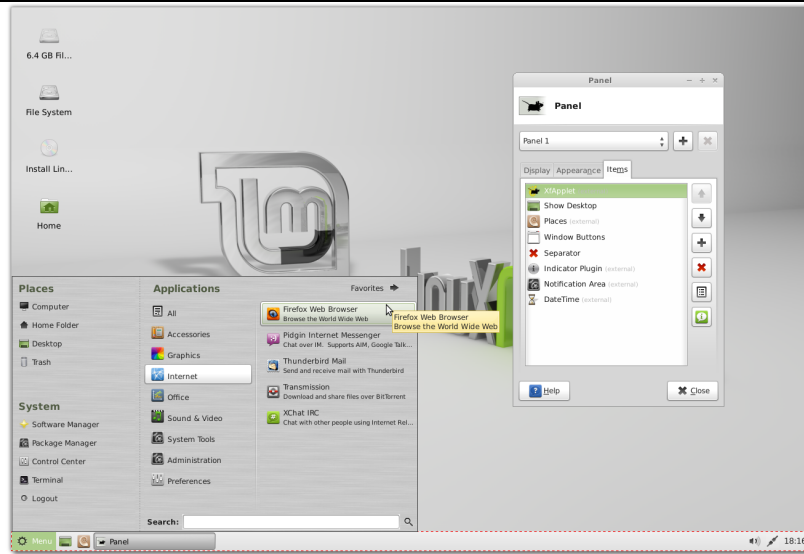 6.4 GB Fil...
File System
Install Lin...
Home
Panel
Panel
Panel 1
Display
Appearance
Items
XfApplet
Show Desktop
Places (external)
Window Buttons
Separator
Indicator Plugin (external)
Notification Area (external)
DateTime (external)
Help
Close
Places
Computer
Home Folder
Desktop
Trash
System
Software Manager
Package Manager
Control Center
Terminal
Logout
Applications
Favorites
All
Accessories
Graphics
Internet
Office
Sound & Video
System Tools
Administration
Preferences
Firefox Web Browser
Browse the World Wide Web
Pidgin Internet Messenger
Chat over IM. Supports AIM, Google Talk...
Thunderbird Mail
Send and receive mail with Thunderbird
Transmission
Download and share files over BitTorrent
XChat IRC
Chat with other people using Internet Rel...
Firefox Web Browser
Browse the World Wide Web
Search:
Menu
Panel
18:16